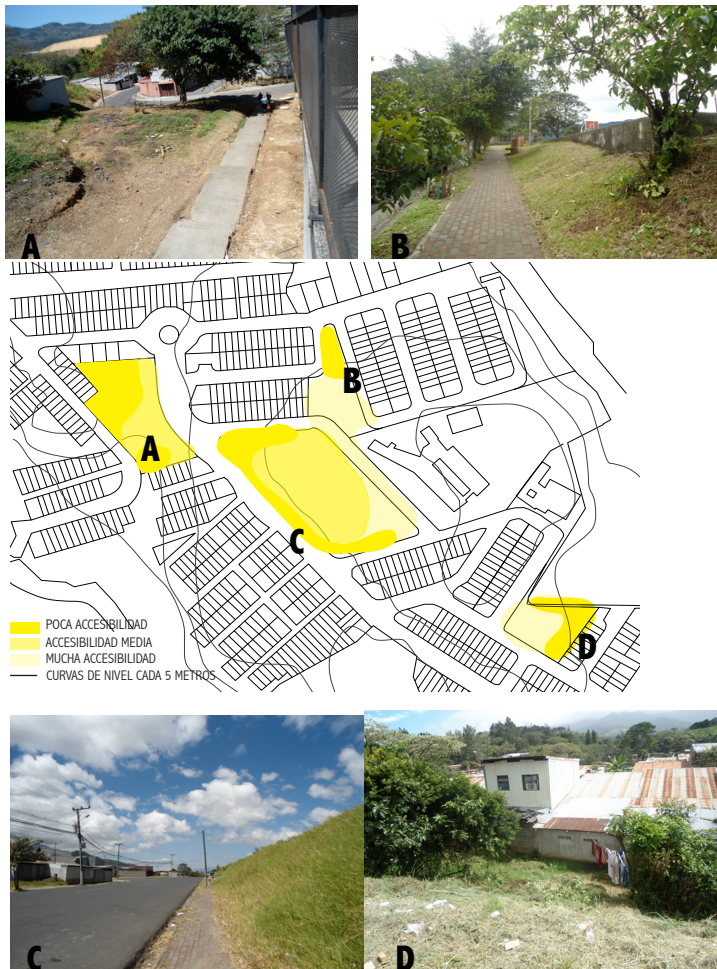 A
B
B
A
C
D
POCA ACCESIBILIDAD
ACCESIBILIDAD MEDIA
MUCHA ACCESIBILIDAD
CURVAS DE NIVEL CADA 5 METROS
C
D